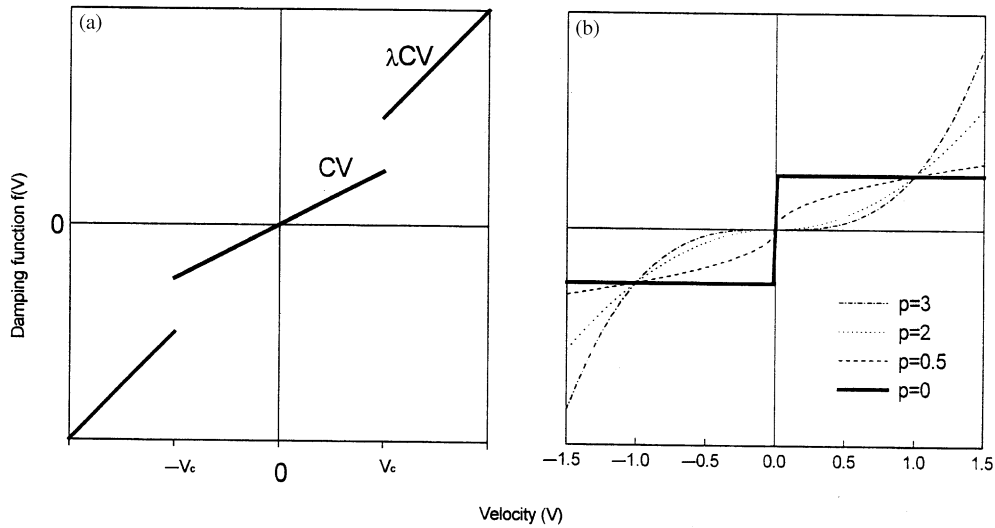 (a)
λCV
CV
0
Damping function f(V)
—Vc
0
Vc
(b)
p=3
p=2
p=0.5
p=0
—1.5
—1.0
—0.5
0.0
0.5
1.0
1.5
Velocity (V)